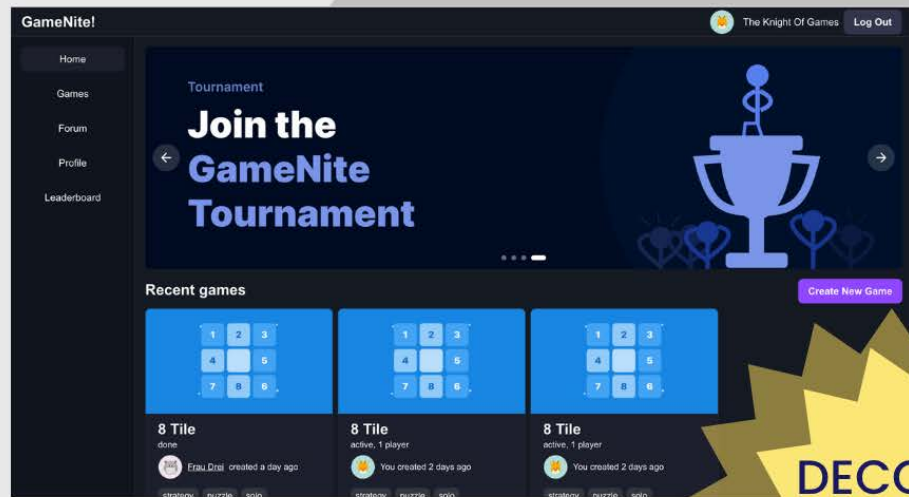 GameNite!
The Knight Of Games Log Out
Home
Games
Forum
Profile
Leaderboard
Tournament
Join the
GameNite
Tournament
Recent games
Create New Game
1 2 3
4 5
7 8 6
8 Tile
done
Frau Drei created a day ago
strategy puzzle solo
1 2 3
4 5
7 8 6
8 Tile
active, 1 player
You created 2 days ago
strategy puzzle solo
1 2 3
4 5
7 8 6
8 Tile
active, 1 player
You created 2 days ago
strategy puzzle solo